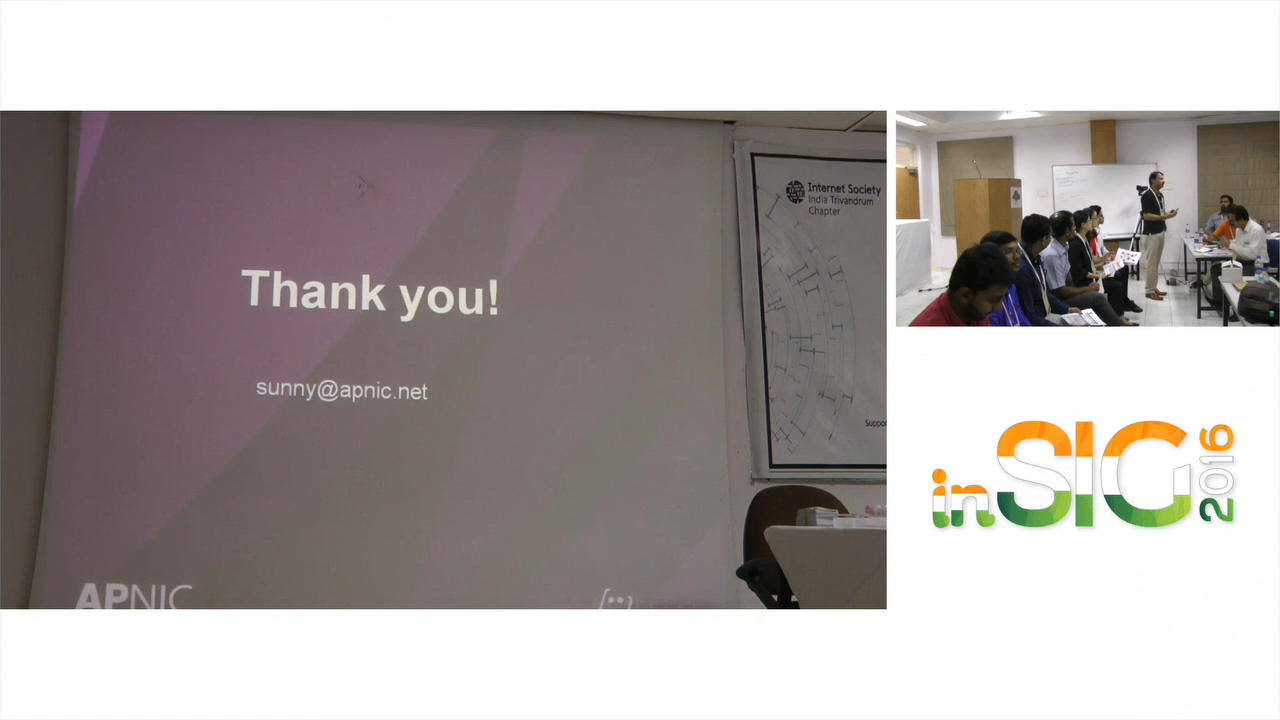 Thank you!
sunny@apnic.net
APNIC
Internet Society
India Trivandrum
Chapter
inSIG 2016